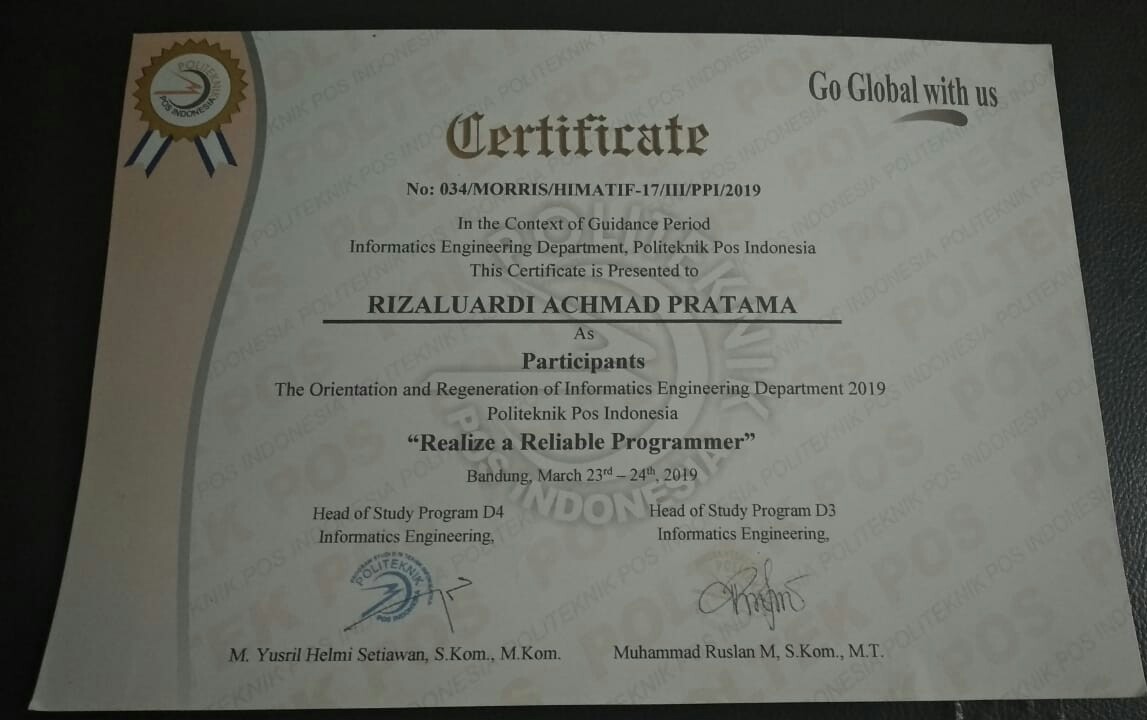 POLITEKNIK
POS INDONESIA
Go Global with us
Certificate
No: 034/MORRIS/HIMATIF-17/III/PPI/2019
In the Context of Guidance Period
Informatics Engineering Department, Politeknik Pos Indonesia
This Certificate is Presented to
RIZALUARDI ACHMAD PRATAMA
As
Participants
The Orientation and Regeneration of Informatics Engineering Department 2019
Politeknik Pos Indonesia
“Realize a Reliable Programmer”
Bandung, March 23rd – 24th, 2019
Head of Study Program D4
Informatics Engineering,
Head of Study Program D3
Informatics Engineering,
POLITEKNIK
POS INDONESIA
M. Yusril Helmi Setiawan, S.Kom., M.Kom.
Muhammad Ruslan M, S.Kom., M.T.